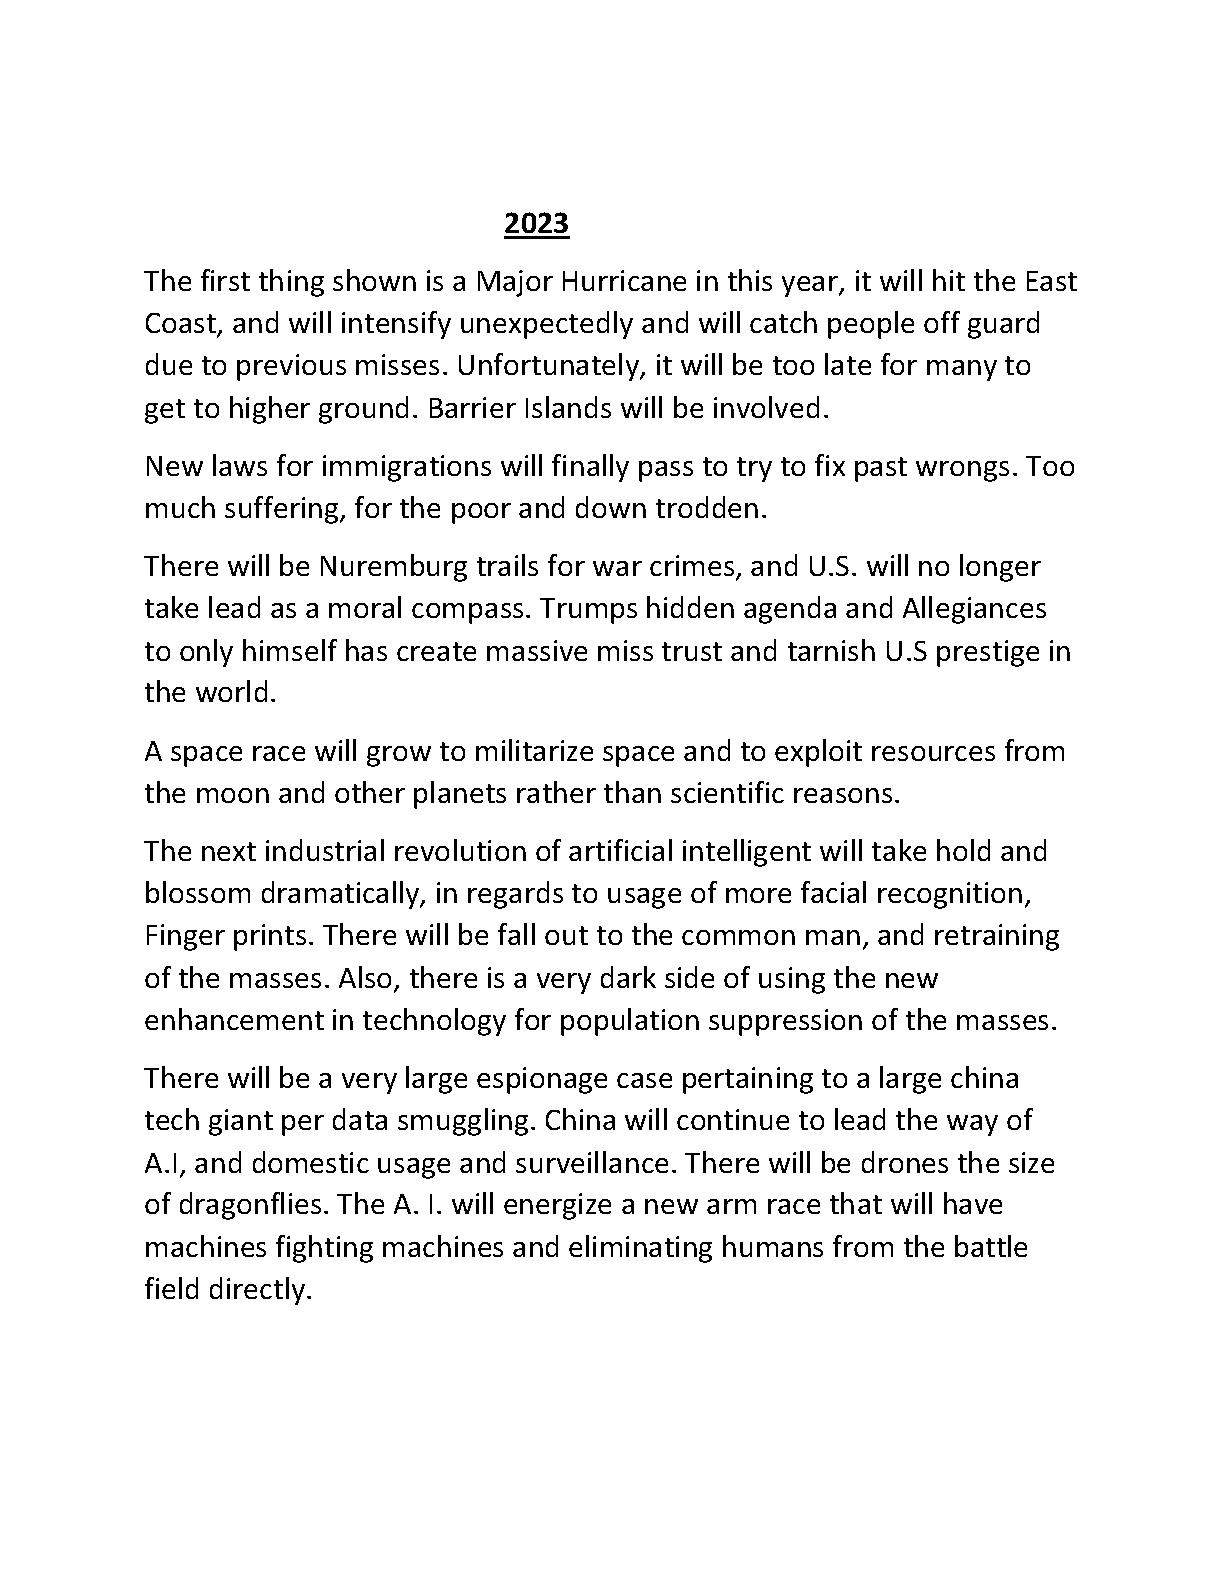 2023
The first thing shown is a Major Hurricane in this year, it will hit the East
Coast, and will intensify unexpectedly and will catch people off guard
due to previous misses. Unfortunately, it will be too late for many to
get to higher ground. Barrier Islands will be involved.
New laws for immigrations will finally pass to try to fix past wrongs. Too
much suffering, for the poor and down trodden.
There will be Nuremburg trails for war crimes, and U.S. will no longer
take lead as a moral compass. Trumps hidden agenda and Allegiances
to only himself has create massive miss trust and tarnish U.S prestige in
the world.
A space race will grow to militarize space and to exploit resources from
the moon and other planets rather than scientific reasons.
The next industrial revolution of artificial intelligent will take hold and
blossom dramatically, in regards to usage of more facial recognition,
Finger prints. There will be fall out to the common man, and retraining
of the masses. Also, there is a very dark side of using the new
enhancement in technology for population suppression of the masses.
There will be a very large espionage case pertaining to a large china
tech giant per data smuggling. China will continue to lead the way of
A.I, and domestic usage and surveillance. There will be drones the size
of dragonflies. The A. I. will energize a new arm race that will have
machines fighting machines and eliminating humans from the battle
field directly.